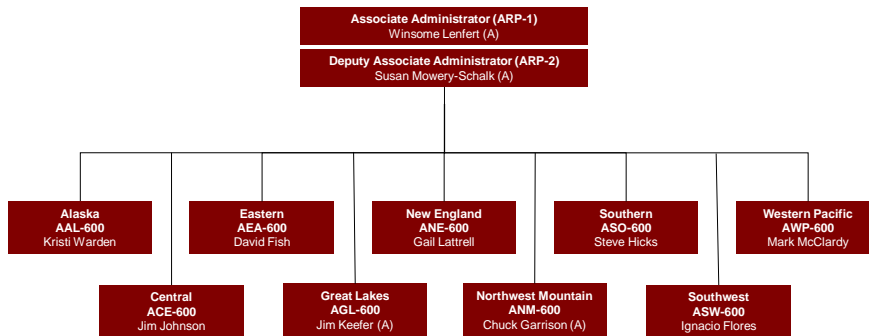 Associate Administrator (ARP-1)
Winsome Lenfert (A)
Deputy Associate Administrator (ARP-2)
Susan Mowery-Schalk (A)
Alaska
AAL-600
Kristi Warden
Eastern
AEA-600
David Fish
New England
ANE-600
Gail Lattrell
Southern
ASO-600
Steve Hicks
Western Pacific
AWP-600
Mark McClardy
Central
ACE-600
Jim Johnson
Great Lakes
AGL-600
Jim Keefer (A)
Northwest Mountain
ANM-600
Chuck Garrison (A)
Southwest
ASW-600
Ignacio Flores